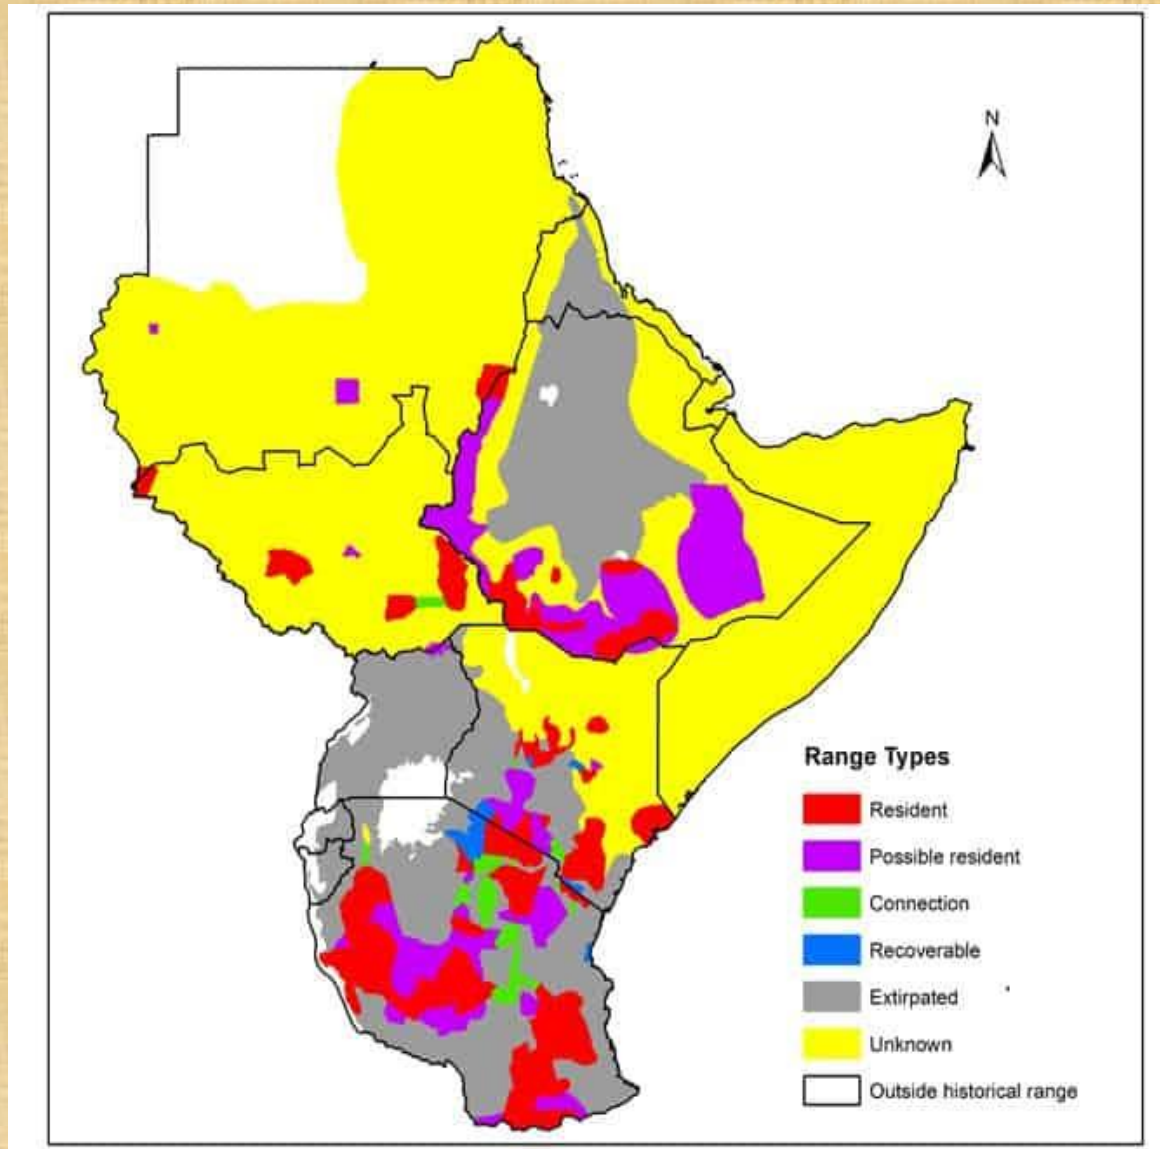 N
Range Types
Resident
Possible resident
Connection
Recoverable
Extirpated
Unknown
Outside historical range